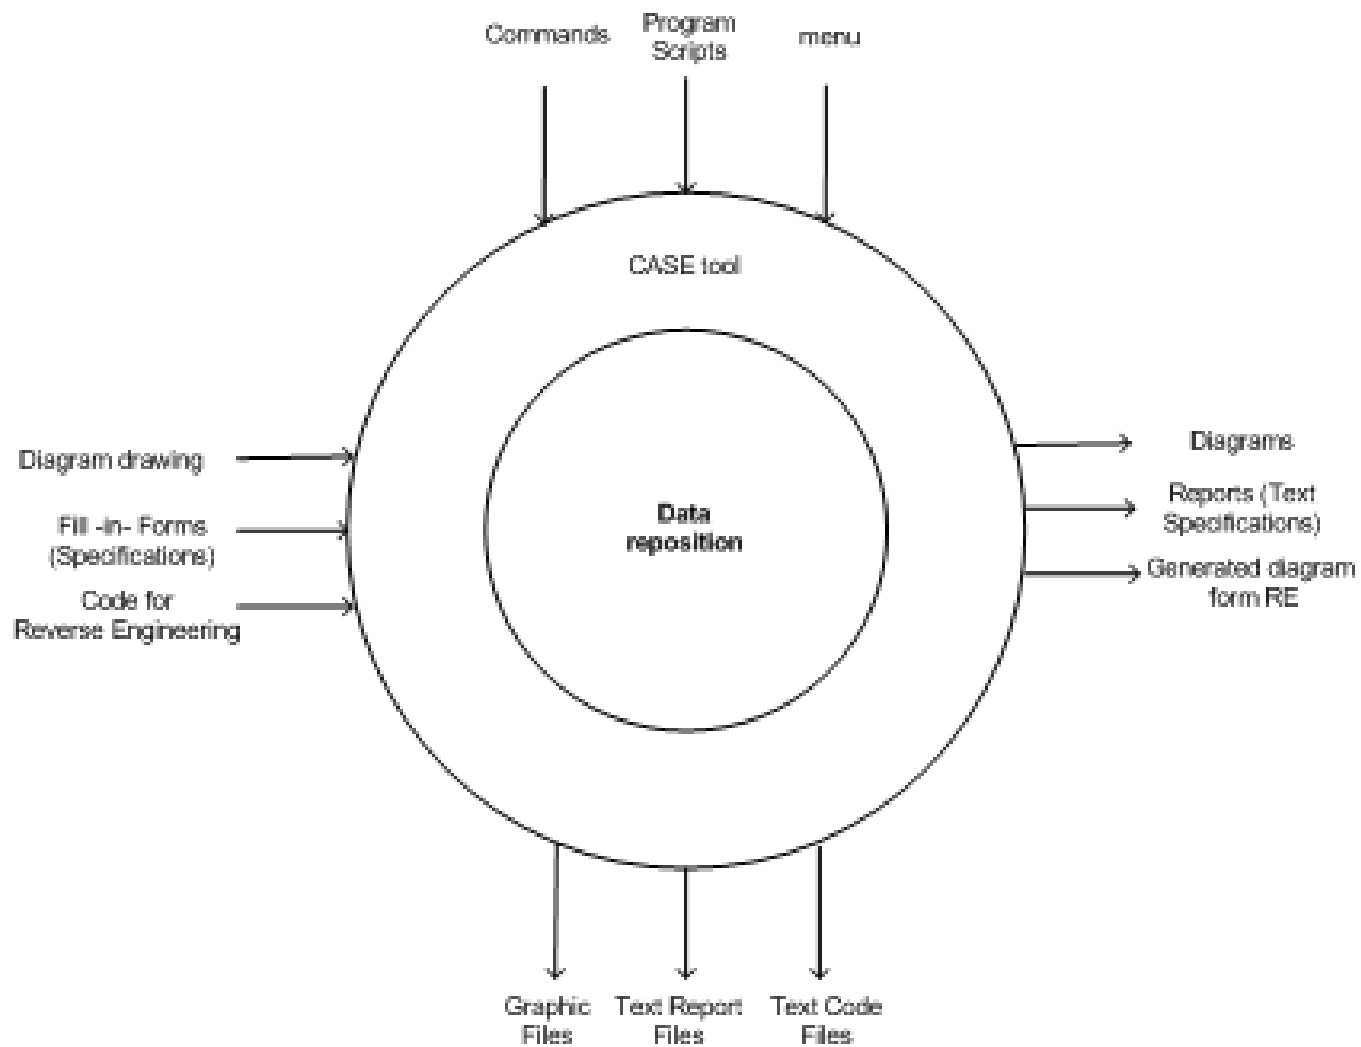 Commands
Program
Scripts
menu
CASE tool
Data
reposition
Diagram drawing
Fill -in- Forms
(Specifications)
Code for
Reverse Engineering
Diagrams
Reports (Text
Specifications)
Generated diagram
form RE
Graphic
Files
Text Report
Files
Text Code
Files